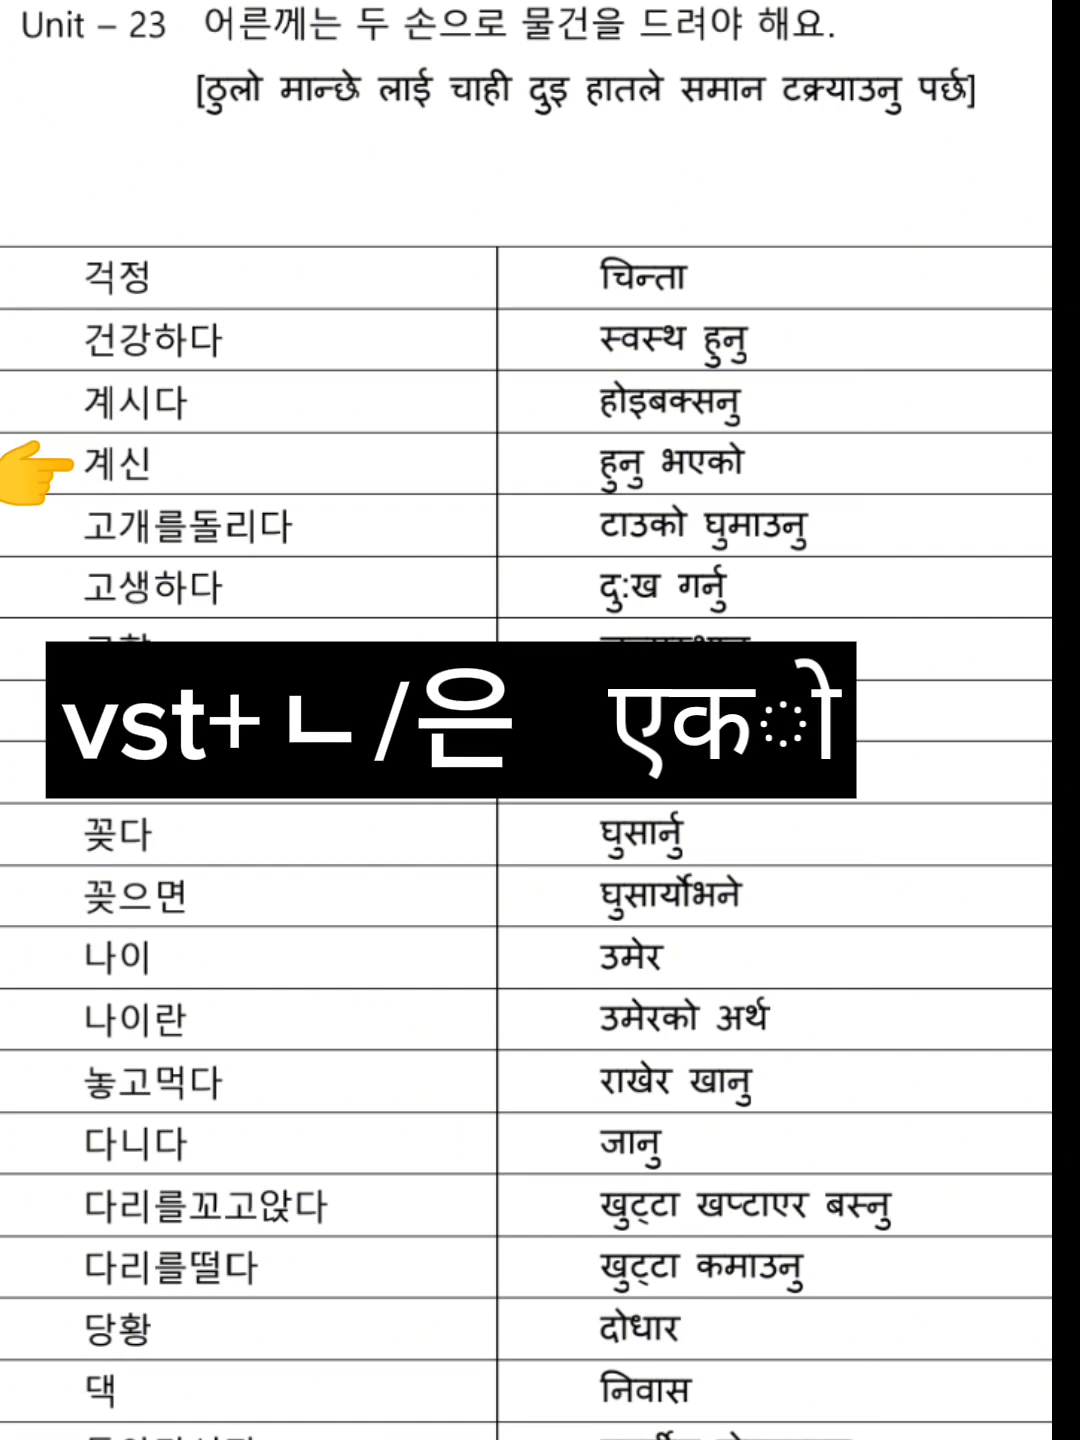 Unit – 23 어른께는 두 손으로 물건을 드려야 해요.
[ठुलो मान्छे लाई चाही दुइ हातले समान टक्र्याउनु पर्छ]
걱정 चिन्ता
건강하다 स्वस्थ हुनु
계시다 होइबक्सनु
계신 हुनु भएको
고개를돌리다 टाउको घुमाउनु
고생하다 दुःख गर्नु
vst+ㄴ/은 एकाे
꽂다 घुसार्नु
꽂으면 घुसार्योभने
나이 उमेर
나이란 उमेरको अर्थ
놓고먹다 राखेर खानु
다니다 जानु
다리를꼬고앉다 खुट्टा खप्टाएर बस्नु
다리를떨다 खुट्टा कमाउनु
당황 दोधार
댁 निवास